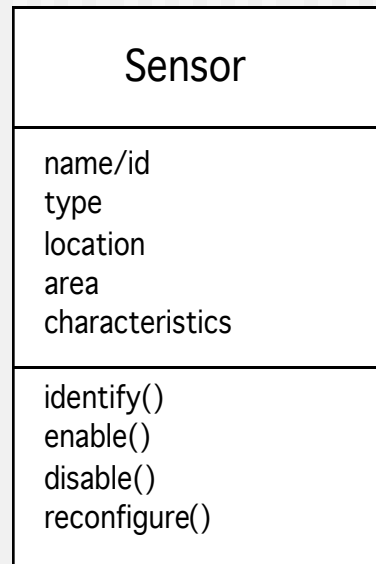 Sensor
name/id
type
location
area
characteristics
identify()
enable()
disable()
reconfigure()